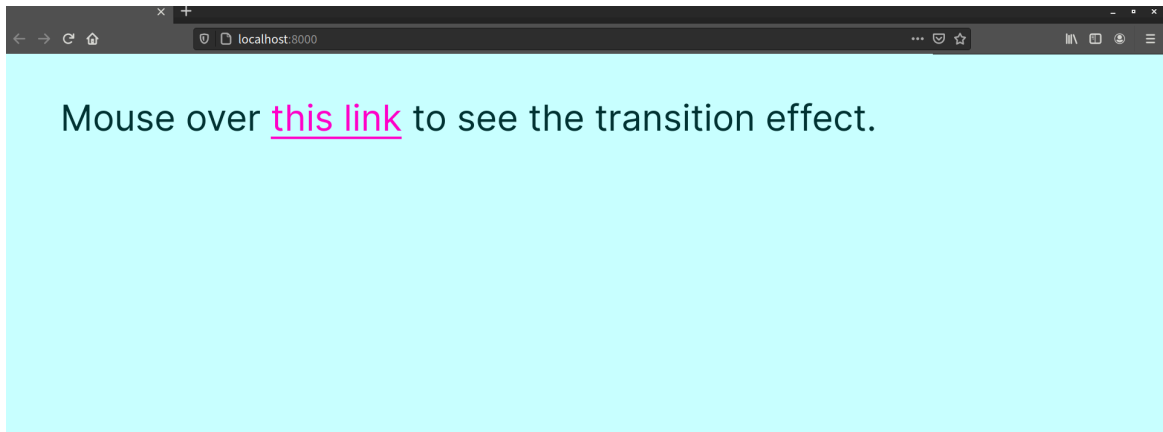 localhost:8000
Mouse over this link to see the transition effect.